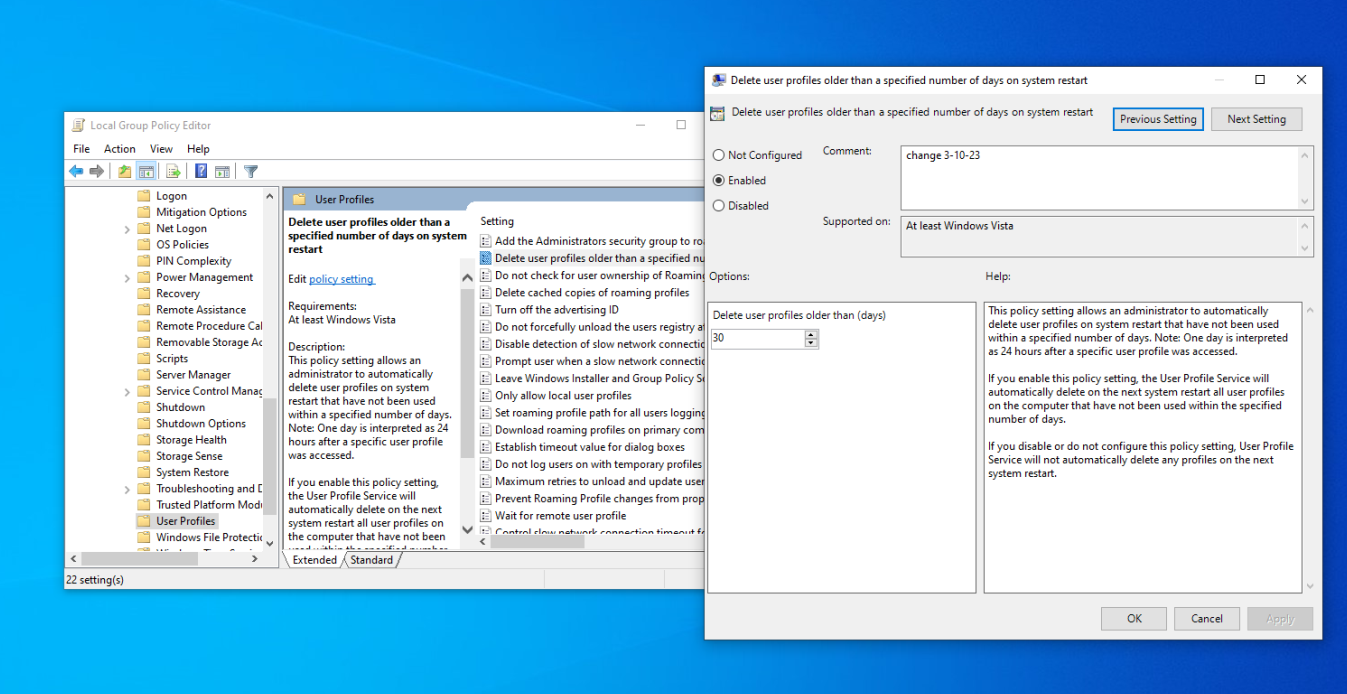 Local Group Policy Editor
File Action View Help
Logon
Mitigation Options
Net Logon
OS Policies
PIN Complexity
Power Management
Recovery
Remote Assistance
Remote Procedure Cal
Removable Storage Ac
Scripts
Server Manager
Service Control Manag
Shutdown
Shutdown Options
Storage Health
Storage Sense
System Restore
Troubleshooting and D
Trusted Platform Modu
User Profiles
Windows File Protectio
User Profiles
Delete user profiles older than a
specified number of days on system
restart
Edit policy setting
Requirements:
At least Windows Vista
Description:
This policy setting allows an
administrator to automatically
delete user profiles on system
restart that have not been used
within a specified number of days.
Note: One day is interpreted as 24
hours after a specific user profile
was accessed.
If you enable this policy setting,
the User Profile Service will
automatically delete on the next
system restart all user profiles on
the computer that have not been
used within the specified number
Setting
Add the Administrators security group to ro
Delete user profiles older than a specified nu
Do not check for user ownership of Roaming
Delete cached copies of roaming profiles
Turn off the advertising ID
Do not forcefully unload the users registry a
Disable detection of slow network connectio
Prompt user when a slow network connectio
Leave Windows Installer and Group Policy S
Only allow local user profiles
Set roaming profile path for all users logging
Download roaming profiles on primary com
Establish timeout value for dialog boxes
Do not log users on with temporary profiles
Maximum retries to unload and update user
Prevent Roaming Profile changes from prop
Wait for remote user profile
Control slow network connection timeout fo
Extended Standard
22 setting(s)
Delete user profiles older than a specified number of days on system restart
Delete user profiles older than a specified number of days on system restart
Previous Setting Next Setting
Not Configured
Enabled
Disabled
Comment:
change 3-10-23
Supported on:
At least Windows Vista
Options:
Help:
Delete user profiles older than (days)
30
This policy setting allows an administrator to automatically
delete user profiles on system restart that have not been used
within a specified number of days. Note: One day is interpreted
as 24 hours after a specific user profile was accessed.
If you enable this policy setting, the User Profile Service will
automatically delete on the next system restart all user profiles
on the computer that have not been used within the specified
number of days.
If you disable or do not configure this policy setting, User Profile
Service will not automatically delete any profiles on the next
system restart.
OK Cancel Apply